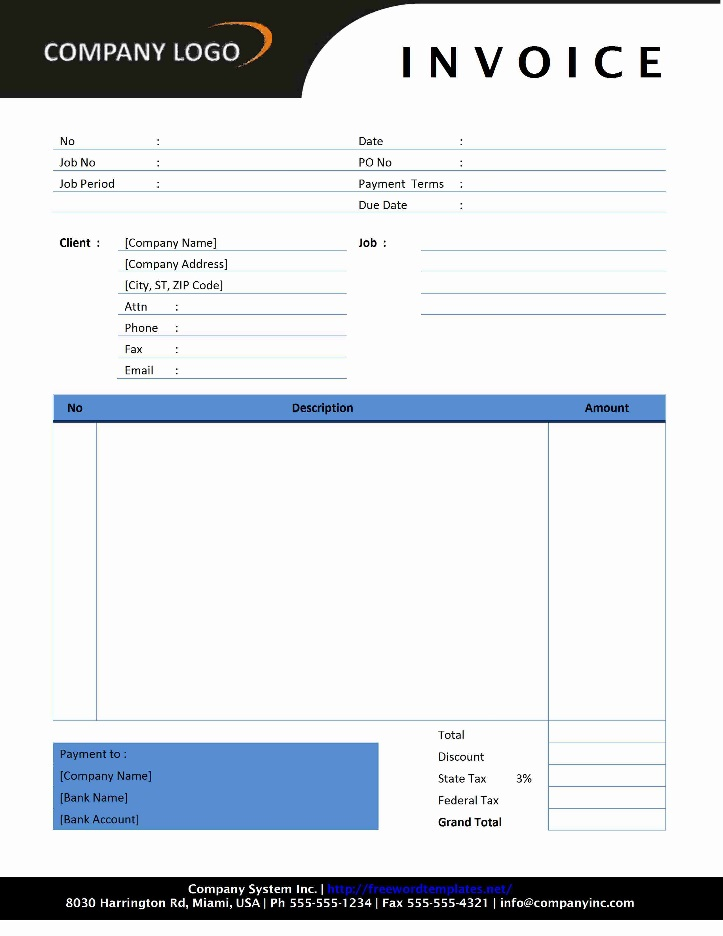 COMPANY LOGO
INVOICE
No : Date :
Job No : PO No :
Job Period : Payment Terms :
Due Date :
Client : [Company Name] Job :
[Company Address]
[City, ST, ZIP Code]
Attn :
Phone :
Fax :
Email :
No Description Amount
Total
Discount
State Tax 3%
Federal Tax
Grand Total
Payment to :
[Company Name]
[Bank Name]
[Bank Account]
Company System Inc. | http://freewordtemplates.net/
8030 Harrington Rd, Miami, USA | Ph 555-555-1234 | Fax 555-555-4321 | info@companyinc.com